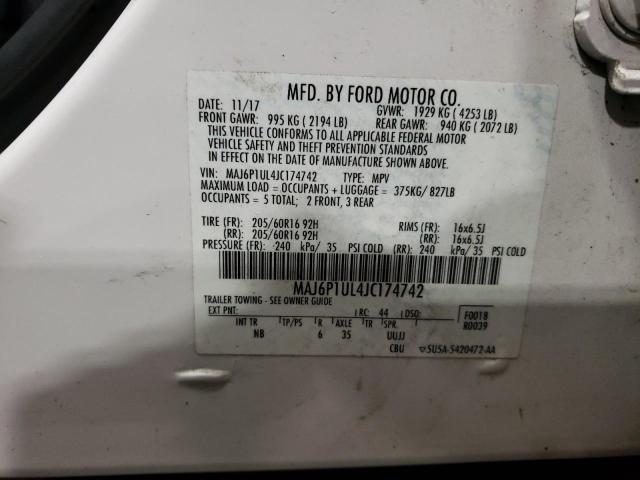 MFD. BY FORD MOTOR CO.
DATE: 11/17 GVWR: 1929 KG ( 4253 LB)
FRONT GAWR: 995 KG ( 2194 LB) REAR GAWR: 940 KG ( 2072 LB)
THIS VEHICLE CONFORMS TO ALL APPLICABLE FEDERAL MOTOR
VEHICLE SAFETY AND THEFT PREVENTION STANDARDS
IN EFFECT ON THE DATE OF MANUFACTURE SHOWN ABOVE.
VIN: MAJ6P1UL4JC174742 TYPE: MPV
MAXIMUM LOAD = OCCUPANTS + LUGGAGE = 375KG/ 827LB
OCCUPANTS = 5 TOTAL; 2 FRONT, 3 REAR
TIRE (FR): 205/60R16 92H RIMS (FR): 16x6.5J
(RR): 205/60R16 92H (RR): 16x6.5J
PRESSURE (FR): 240 kPa/ 35 PSI COLD (RR): 240 kPa/ 35 PSI COLD
MAJ6P1UL4JC174742
TRAILER TOWING - SEE OWNER GUIDE
EXT PNT: RC: 44 DSO: F0018
R0039
INT TR TP/PS R AXLE TR SPR
NB 6 35 UUJJ
CBU 5U5A-5420472-AA